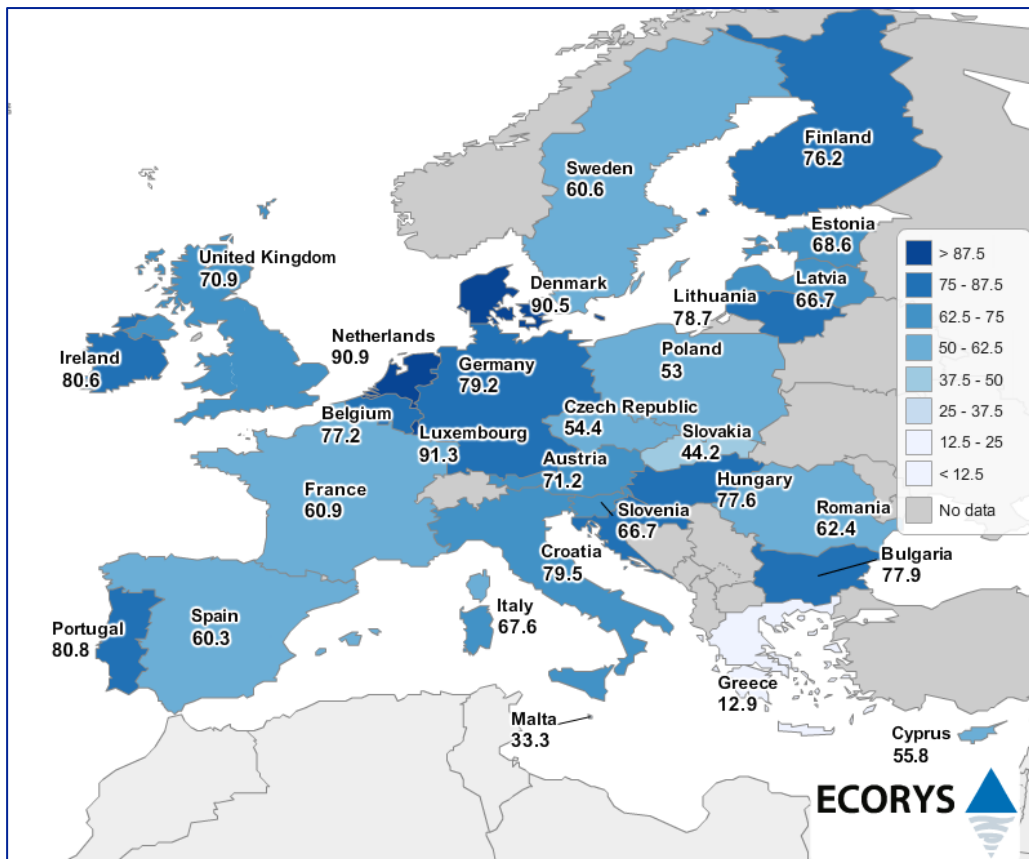 Finland
76.2
Sweden
60.6
Estonia
68.6
United Kingdom
70.9
Denmark
90.5
Latvia
66.7
Lithuania
78.7
> 87.5
75 - 87.5
62.5 - 75
50 - 62.5
37.5 - 50
25 - 37.5
12.5 - 25
< 12.5
No data
Netherlands
90.9
Ireland
80.6
Germany
79.2
Poland
53
Belgium
77.2
Czech Republic
54.4
Luxembourg
91.3
Slovakia
44.2
Austria
71.2
Hungary
77.6
France
60.9
Slovenia
66.7
Romania
62.4
Croatia
79.5
Bulgaria
77.9
Italy
67.6
Spain
60.3
Portugal
80.8
Greece
12.9
Malta
33.3
Cyprus
55.8
ECORYS